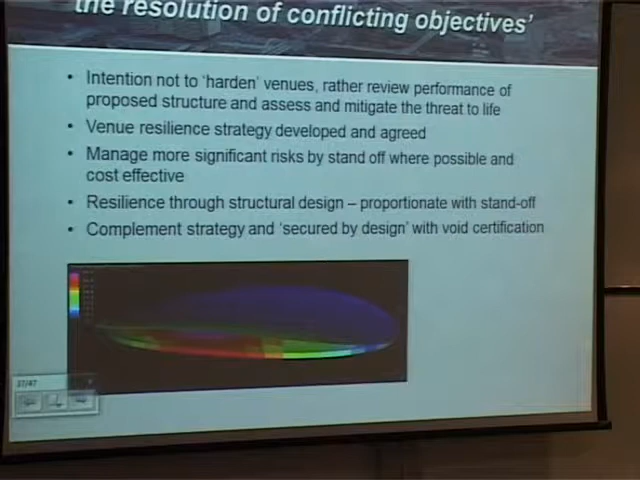 the resolution of conflicting objectives'
• Intention not to 'harden' venues, rather review performance of
proposed structure and assess and mitigate the threat to life
• Venue resilience strategy developed and agreed
• Manage more significant risks by stand off where possible and
cost effective
• Resilience through structural design – proportionate with stand-off
• Complement strategy and 'secured by design' with void certification
37/47